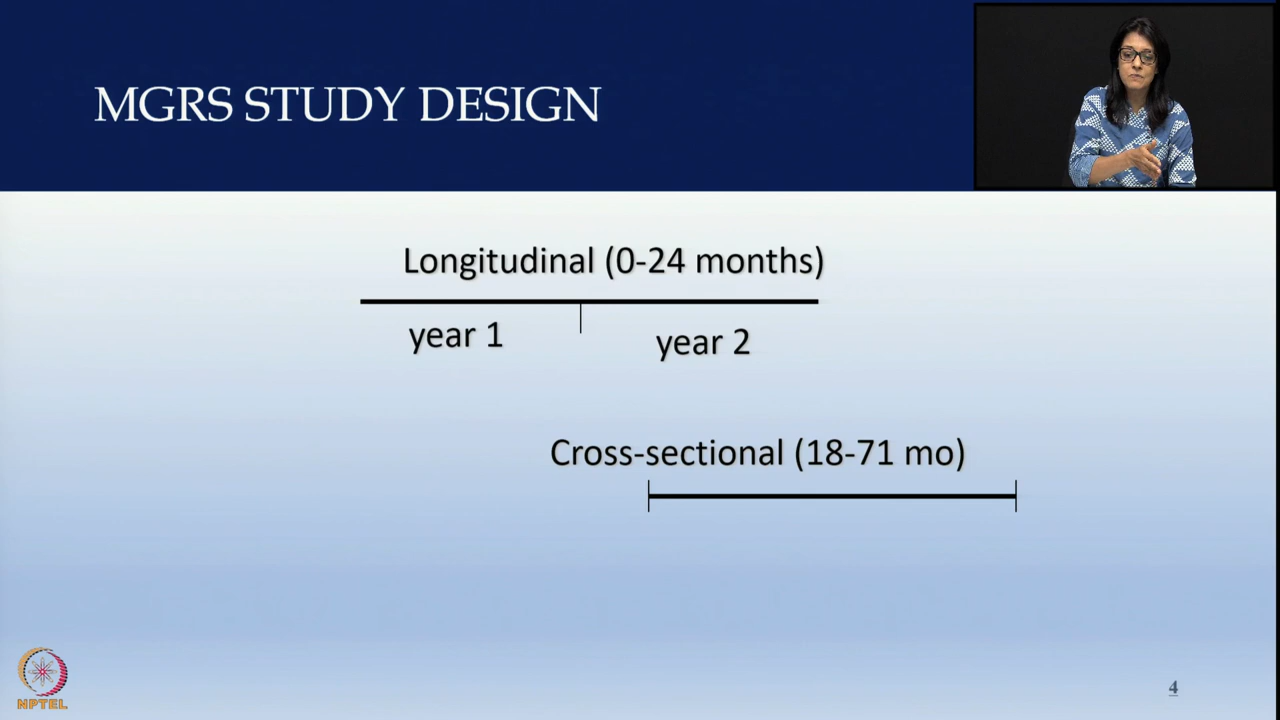 MGRS STUDY DESIGN
Longitudinal (0-24 months)
year 1
year 2
Cross-sectional (18-71 mo)
NPTEL
4